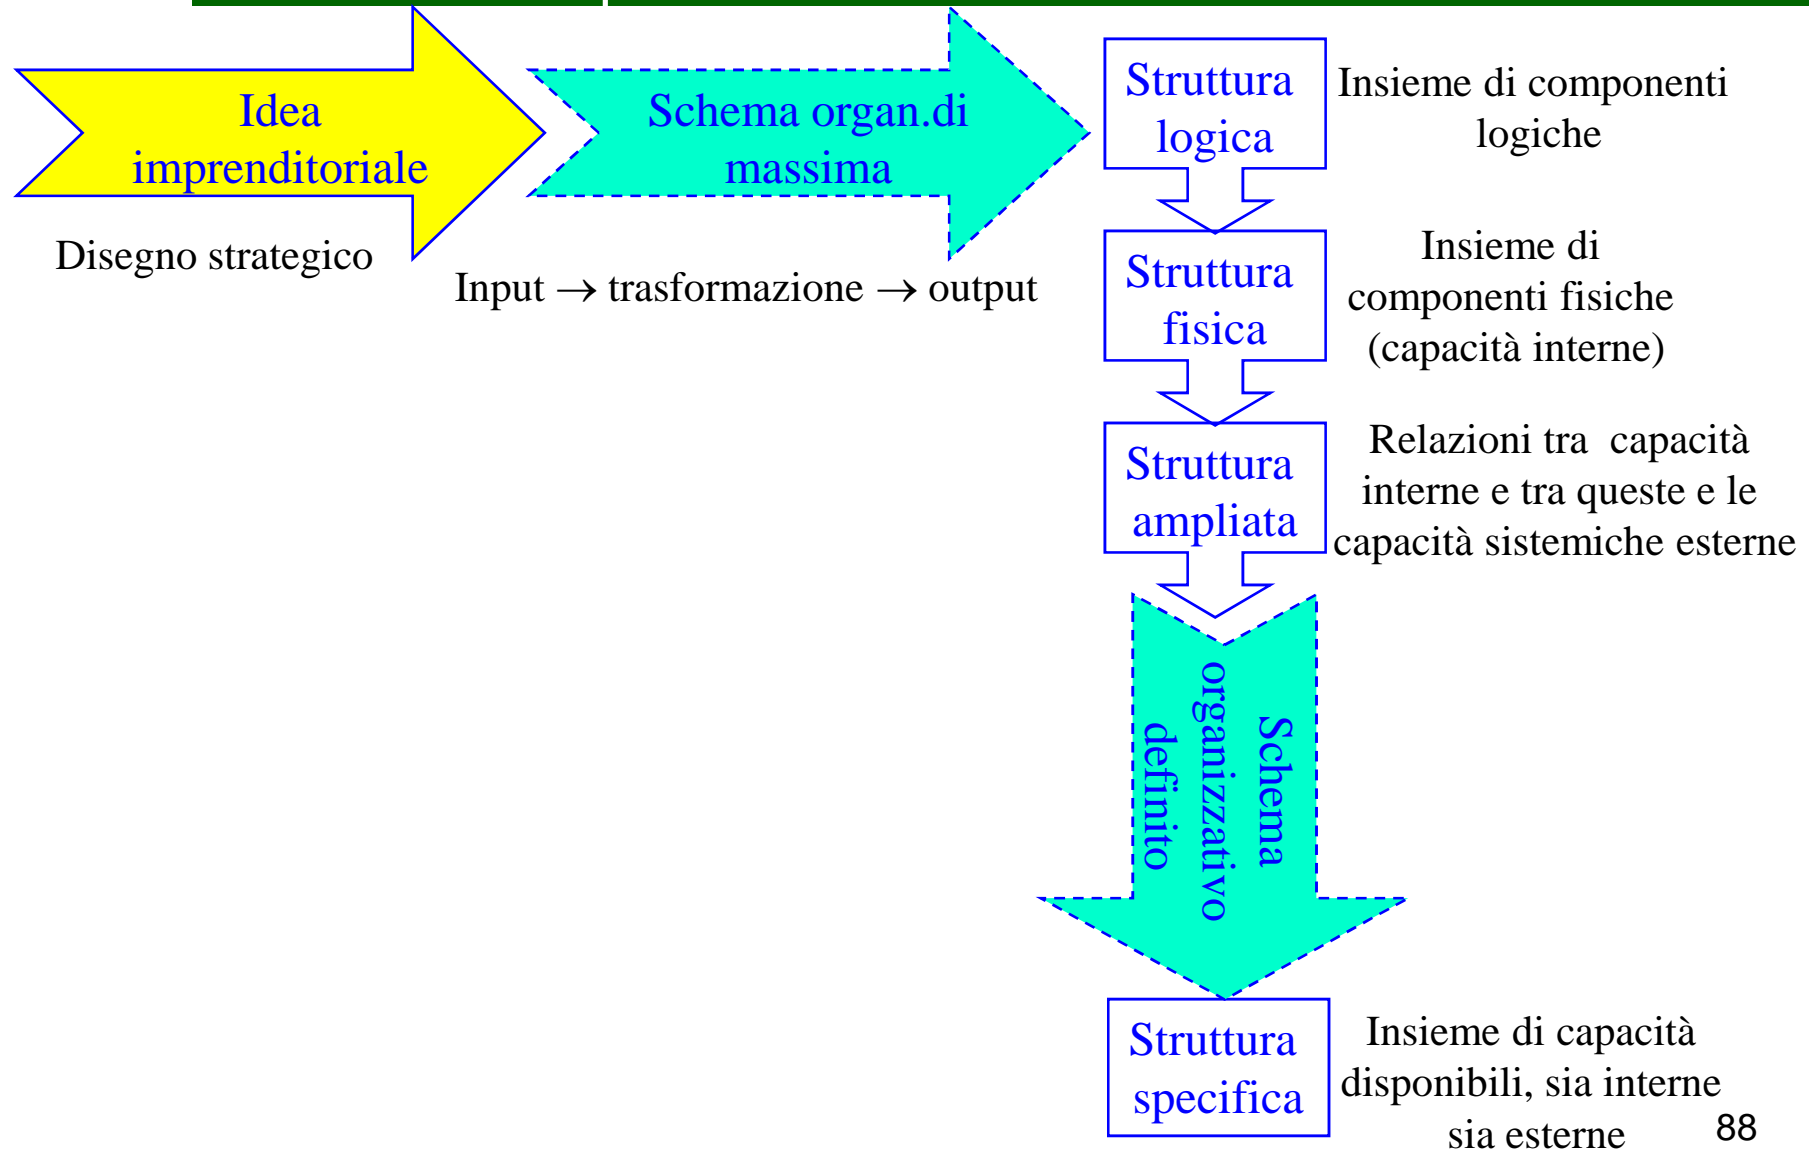 Idea
imprenditoriale
Disegno strategico
Schema organ.di
massima
Input → trasformazione → output
Struttura
logica
Insieme di componenti
logiche
Struttura
fisica
Insieme di
componenti fisiche
(capacità interne)
Struttura
ampliata
Relazioni tra capacità
interne e tra queste e le
capacità sistemiche esterne
Schema
organizzativo
definito
Struttura
specifica
Insieme di capacità
disponibili, sia interne
sia esterne
88